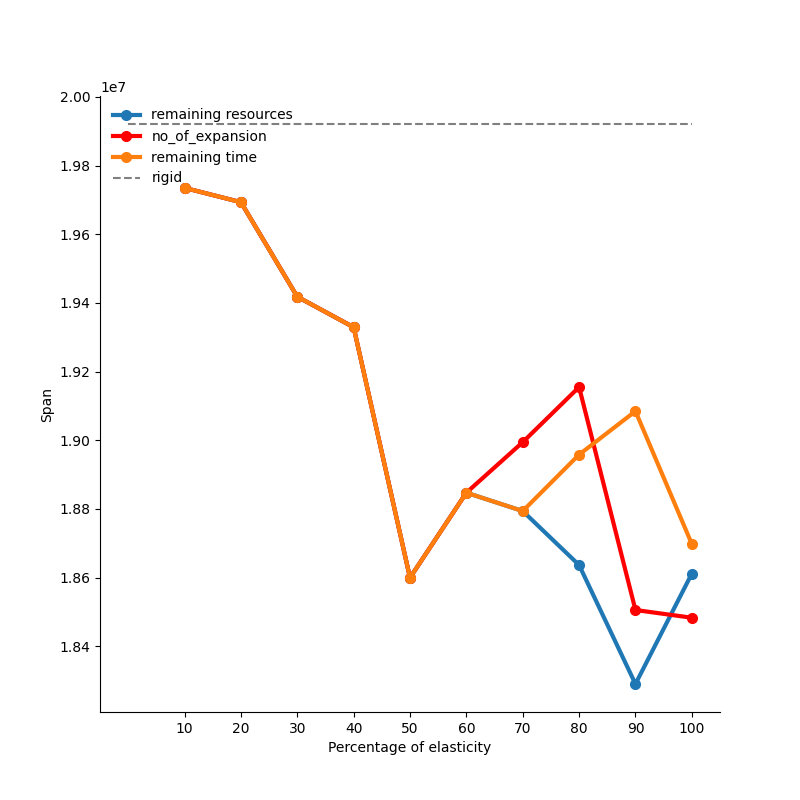 1e7
2.00
1.98
1.96
1.94
1.92
1.90
1.88
1.86
1.84
Span
remaining resources
no_of_expansion
remaining time
rigid
10 20 30 40 50 60 70 80 90 100
Percentage of elasticity